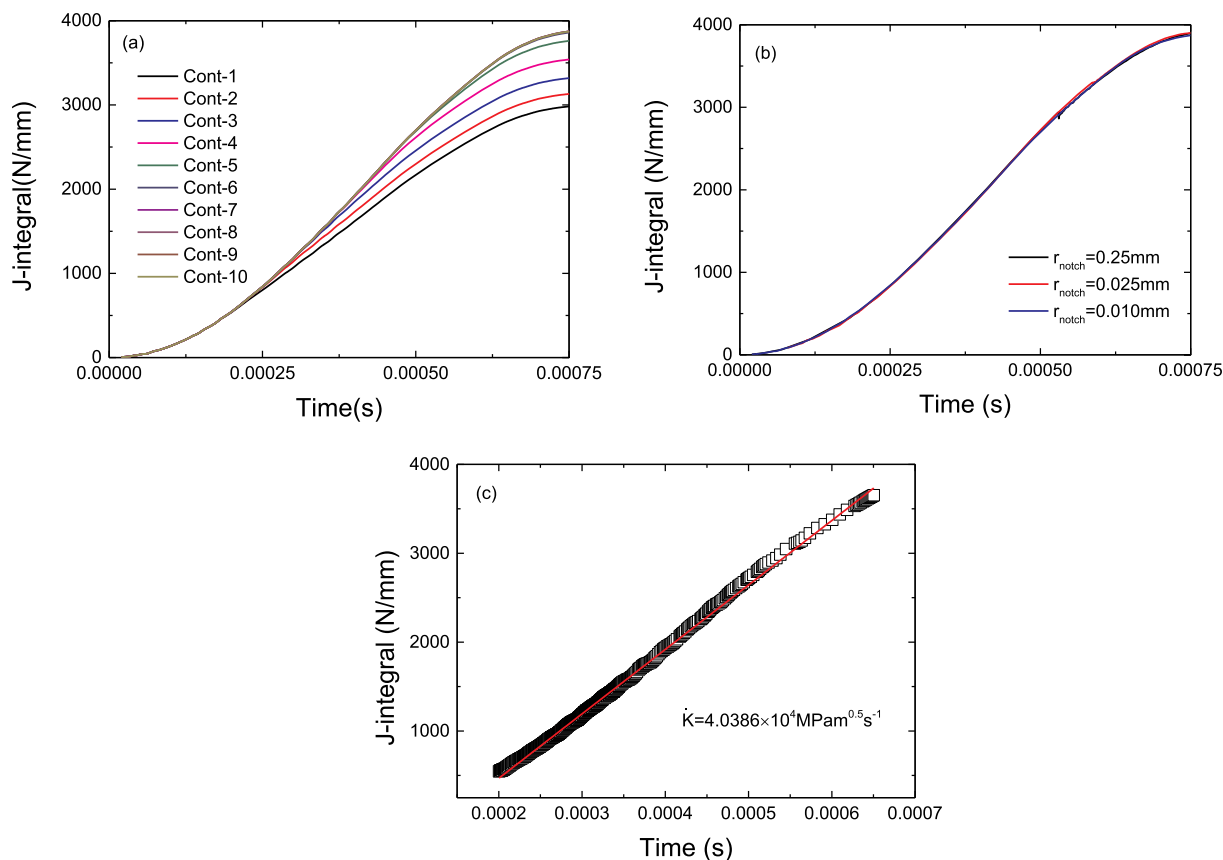 (a)
Cont-1
Cont-2
Cont-3
Cont-4
Cont-5
Cont-6
Cont-7
Cont-8
Cont-9
Cont-10
4000
3000
2000
1000
0
J-integral(N/mm)
0.00000 0.00025 0.00050 0.00075
Time(s)
(b)
4000
3000
2000
1000
0
J-integral (N/mm)
r_notch=0.25mm
r_notch=0.025mm
r_notch=0.010mm
0.00000 0.00025 0.00050 0.00075
Time (s)
(c)
4000
3000
2000
1000
J-integral (N/mm)
K̇=4.0386×10⁴MPam⁰·⁵s⁻¹
0.0002 0.0003 0.0004 0.0005 0.0006 0.0007
Time (s)